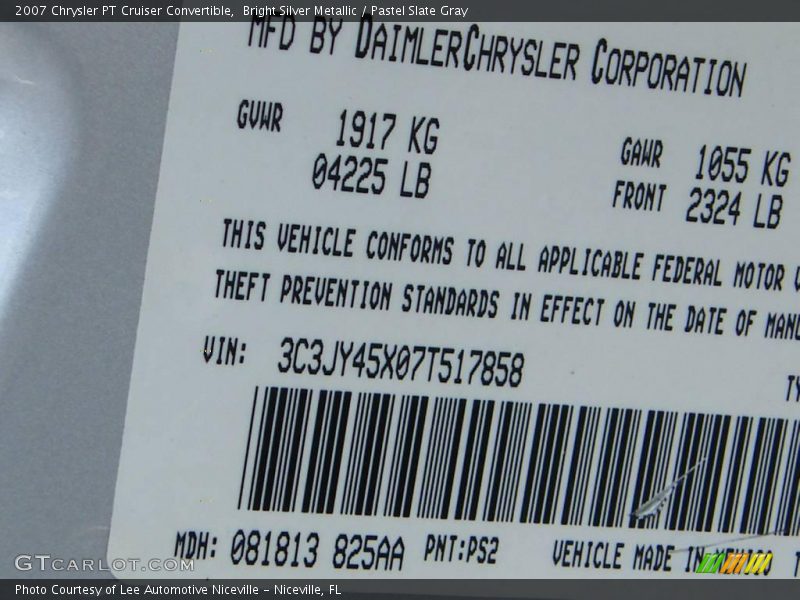 2007 Chrysler PT Cruiser Convertible, Bright Silver Metallic / Pastel Slate Gray
MFD BY DAIMLERCHRYSLER CORPORATION
GVWR 1917 KG GAWR 1055 KG
04225 LB FRONT 2324 LB
THIS VEHICLE CONFORMS TO ALL APPLICABLE FEDERAL MOTOR V
THEFT PREVENTION STANDARDS IN EFFECT ON THE DATE OF MANU
VIN: 3C3JY45X07T517858 TY
MDH: 081813 825AA PNT:PS2 VEHICLE MADE IN MEXICO T
GTCARLOT.COM
Photo Courtesy of Lee Automotive Niceville - Niceville, FL